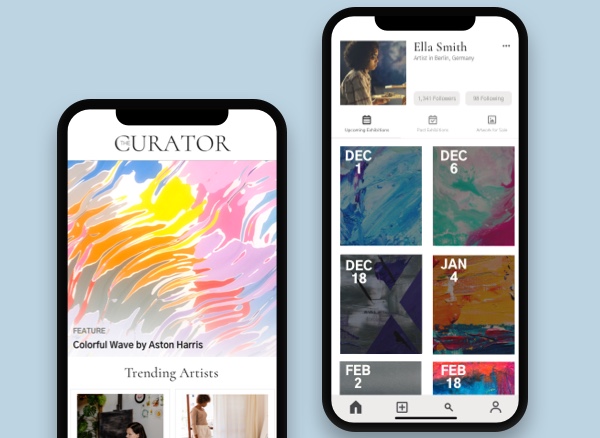 THE
CURATOR
FEATURE
Colorful Wave by Aston Harris
Trending Artists
Ella Smith
Artist in Berlin, Germany
1,341 Followers
98 Following
Upcoming Exhibitions
Past Exhibitions
Artworks for Sale
DEC
1
DEC
6
DEC
18
JAN
4
FEB
2
FEB
18